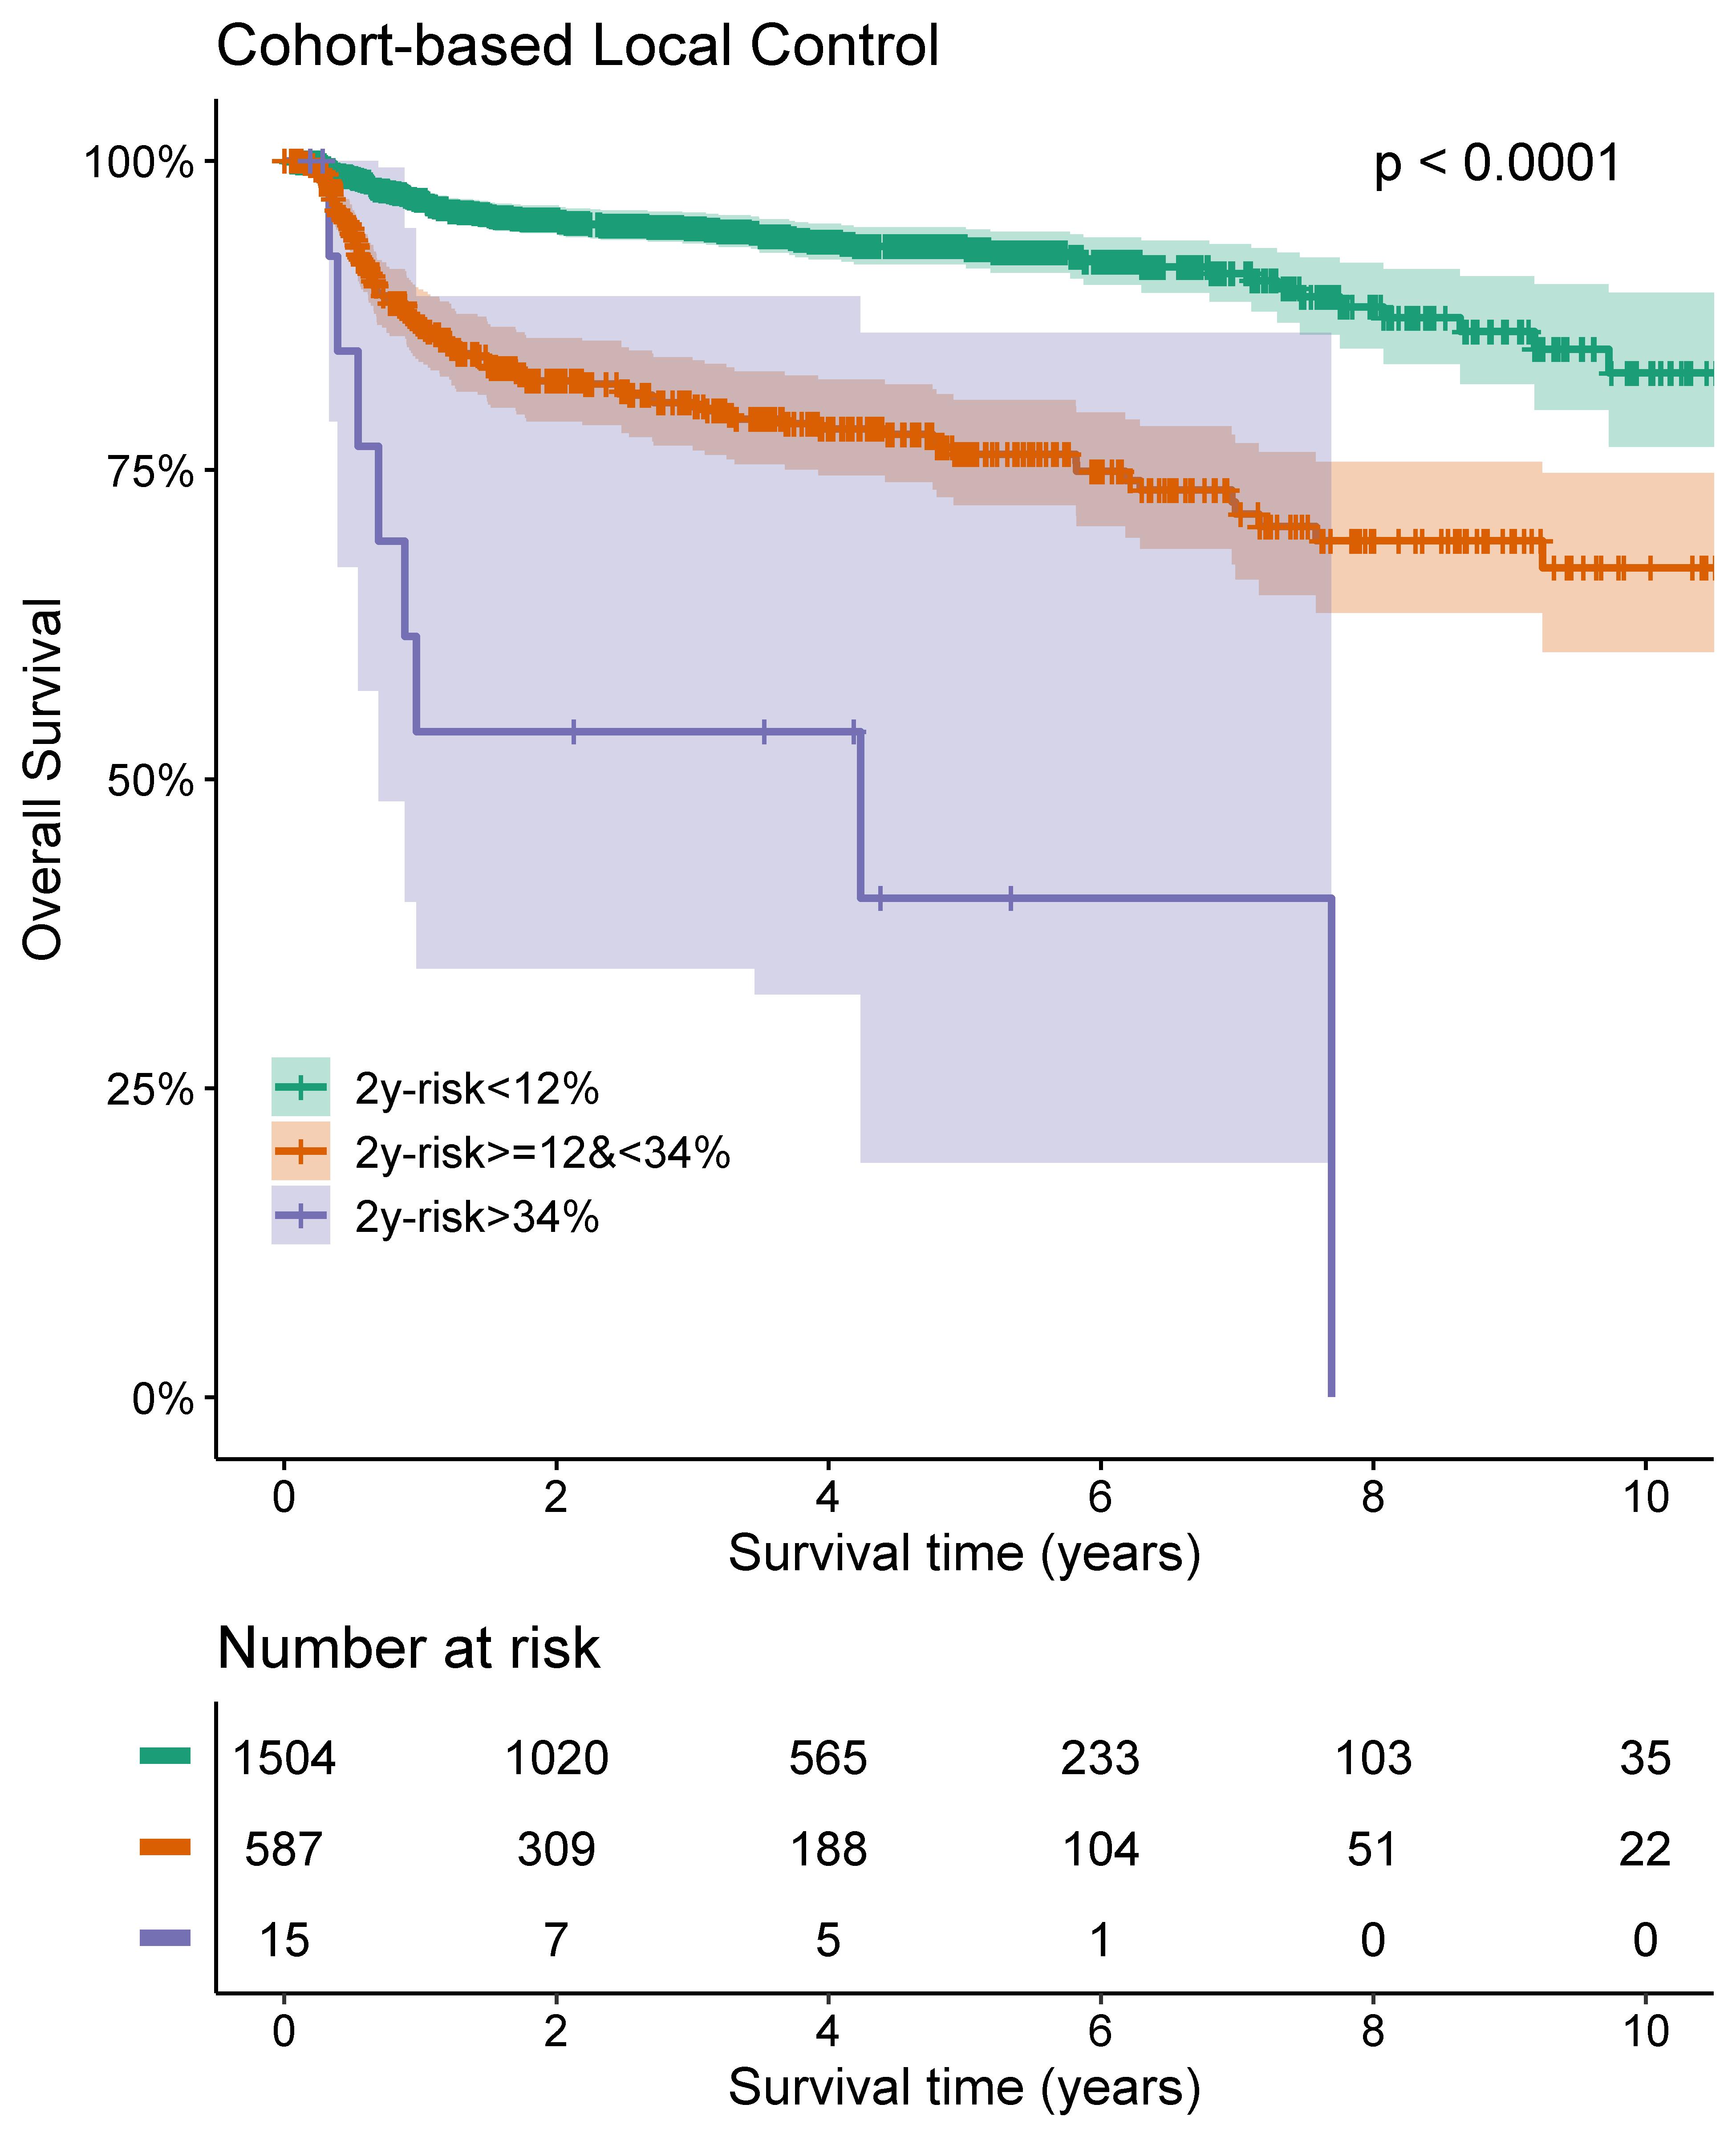 Cohort-based Local Control
p < 0.0001
100%
75%
50%
25%
0%
Overall Survival
2y-risk<12%
2y-risk>=12&<34%
2y-risk>34%
0 2 4 6 8 10
Survival time (years)
Number at risk
1504 1020 565 233 103 35
587 309 188 104 51 22
15 7 5 1 0 0
0 2 4 6 8 10
Survival time (years)